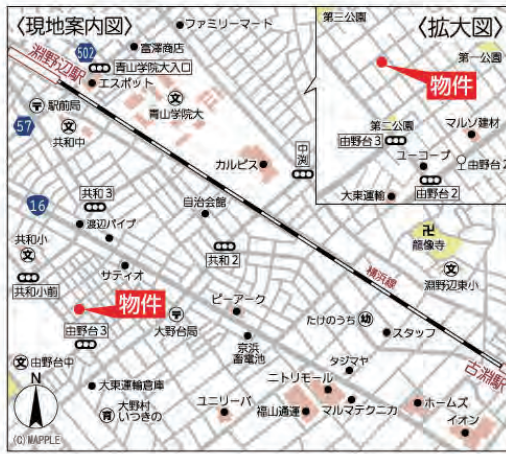 〈現地案内図〉
ファミリーマート
富澤商店
502
青山学院大入口
淵野辺駅
エスポット
駅前局
文
青山学院大
57
文
共和中
カルピス
中渕
16
共和3
自治会館
渡辺パイプ
共和小
文
共和2
サティオ
横浜線
共和小前
物件
大野台局
ピーアーク
由野台3
京浜
畜電池
たけのうち
幼
スタッフ
文
由野台中
タジマヤ
古淵駅
N
大東運輸倉庫
ニトリモール
大野村
いつきの
育
ユニリーバ
福山通運
マルマテクニカ
ホームズ
イオン
(C)MAPPLE
〈拡大図〉
第三公園
第一公園
物件
第二公園
マルソ建材
由野台3
ユーコープ
由野台2
由野台2
大東運輸
卍
龍像寺
文
淵野辺東小